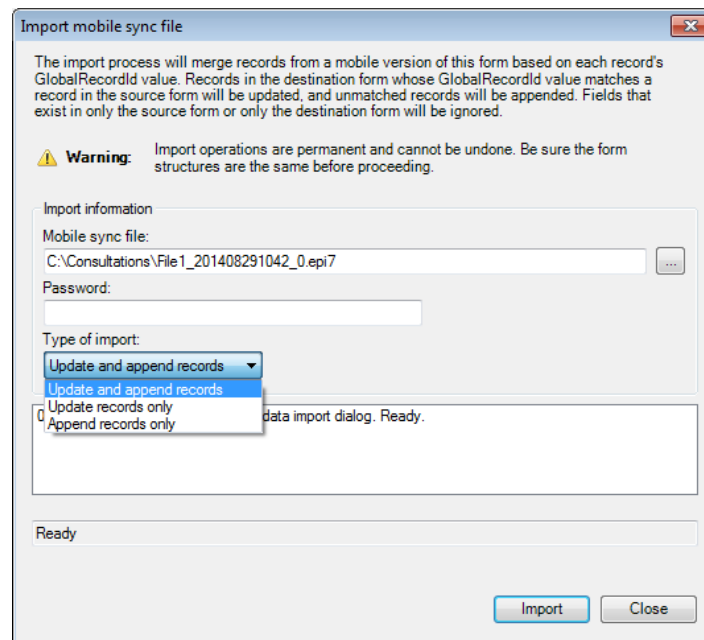 Import mobile sync file
The import process will merge records from a mobile version of this form based on each record's
GlobalRecordId value. Records in the destination form whose GlobalRecordId value matches a
record in the source form will be updated, and unmatched records will be appended. Fields that
exist in only the source form or only the destination form will be ignored.
Warning: Import operations are permanent and cannot be undone. Be sure the form
structures are the same before proceeding.
Import information
Mobile sync file:
C:\Consultations\File1_201408291042_0.epi7
...
Password:
Type of import:
Update and append records
Update and append records
Update records only
Append records only
data import dialog. Ready.
Ready
Import Close